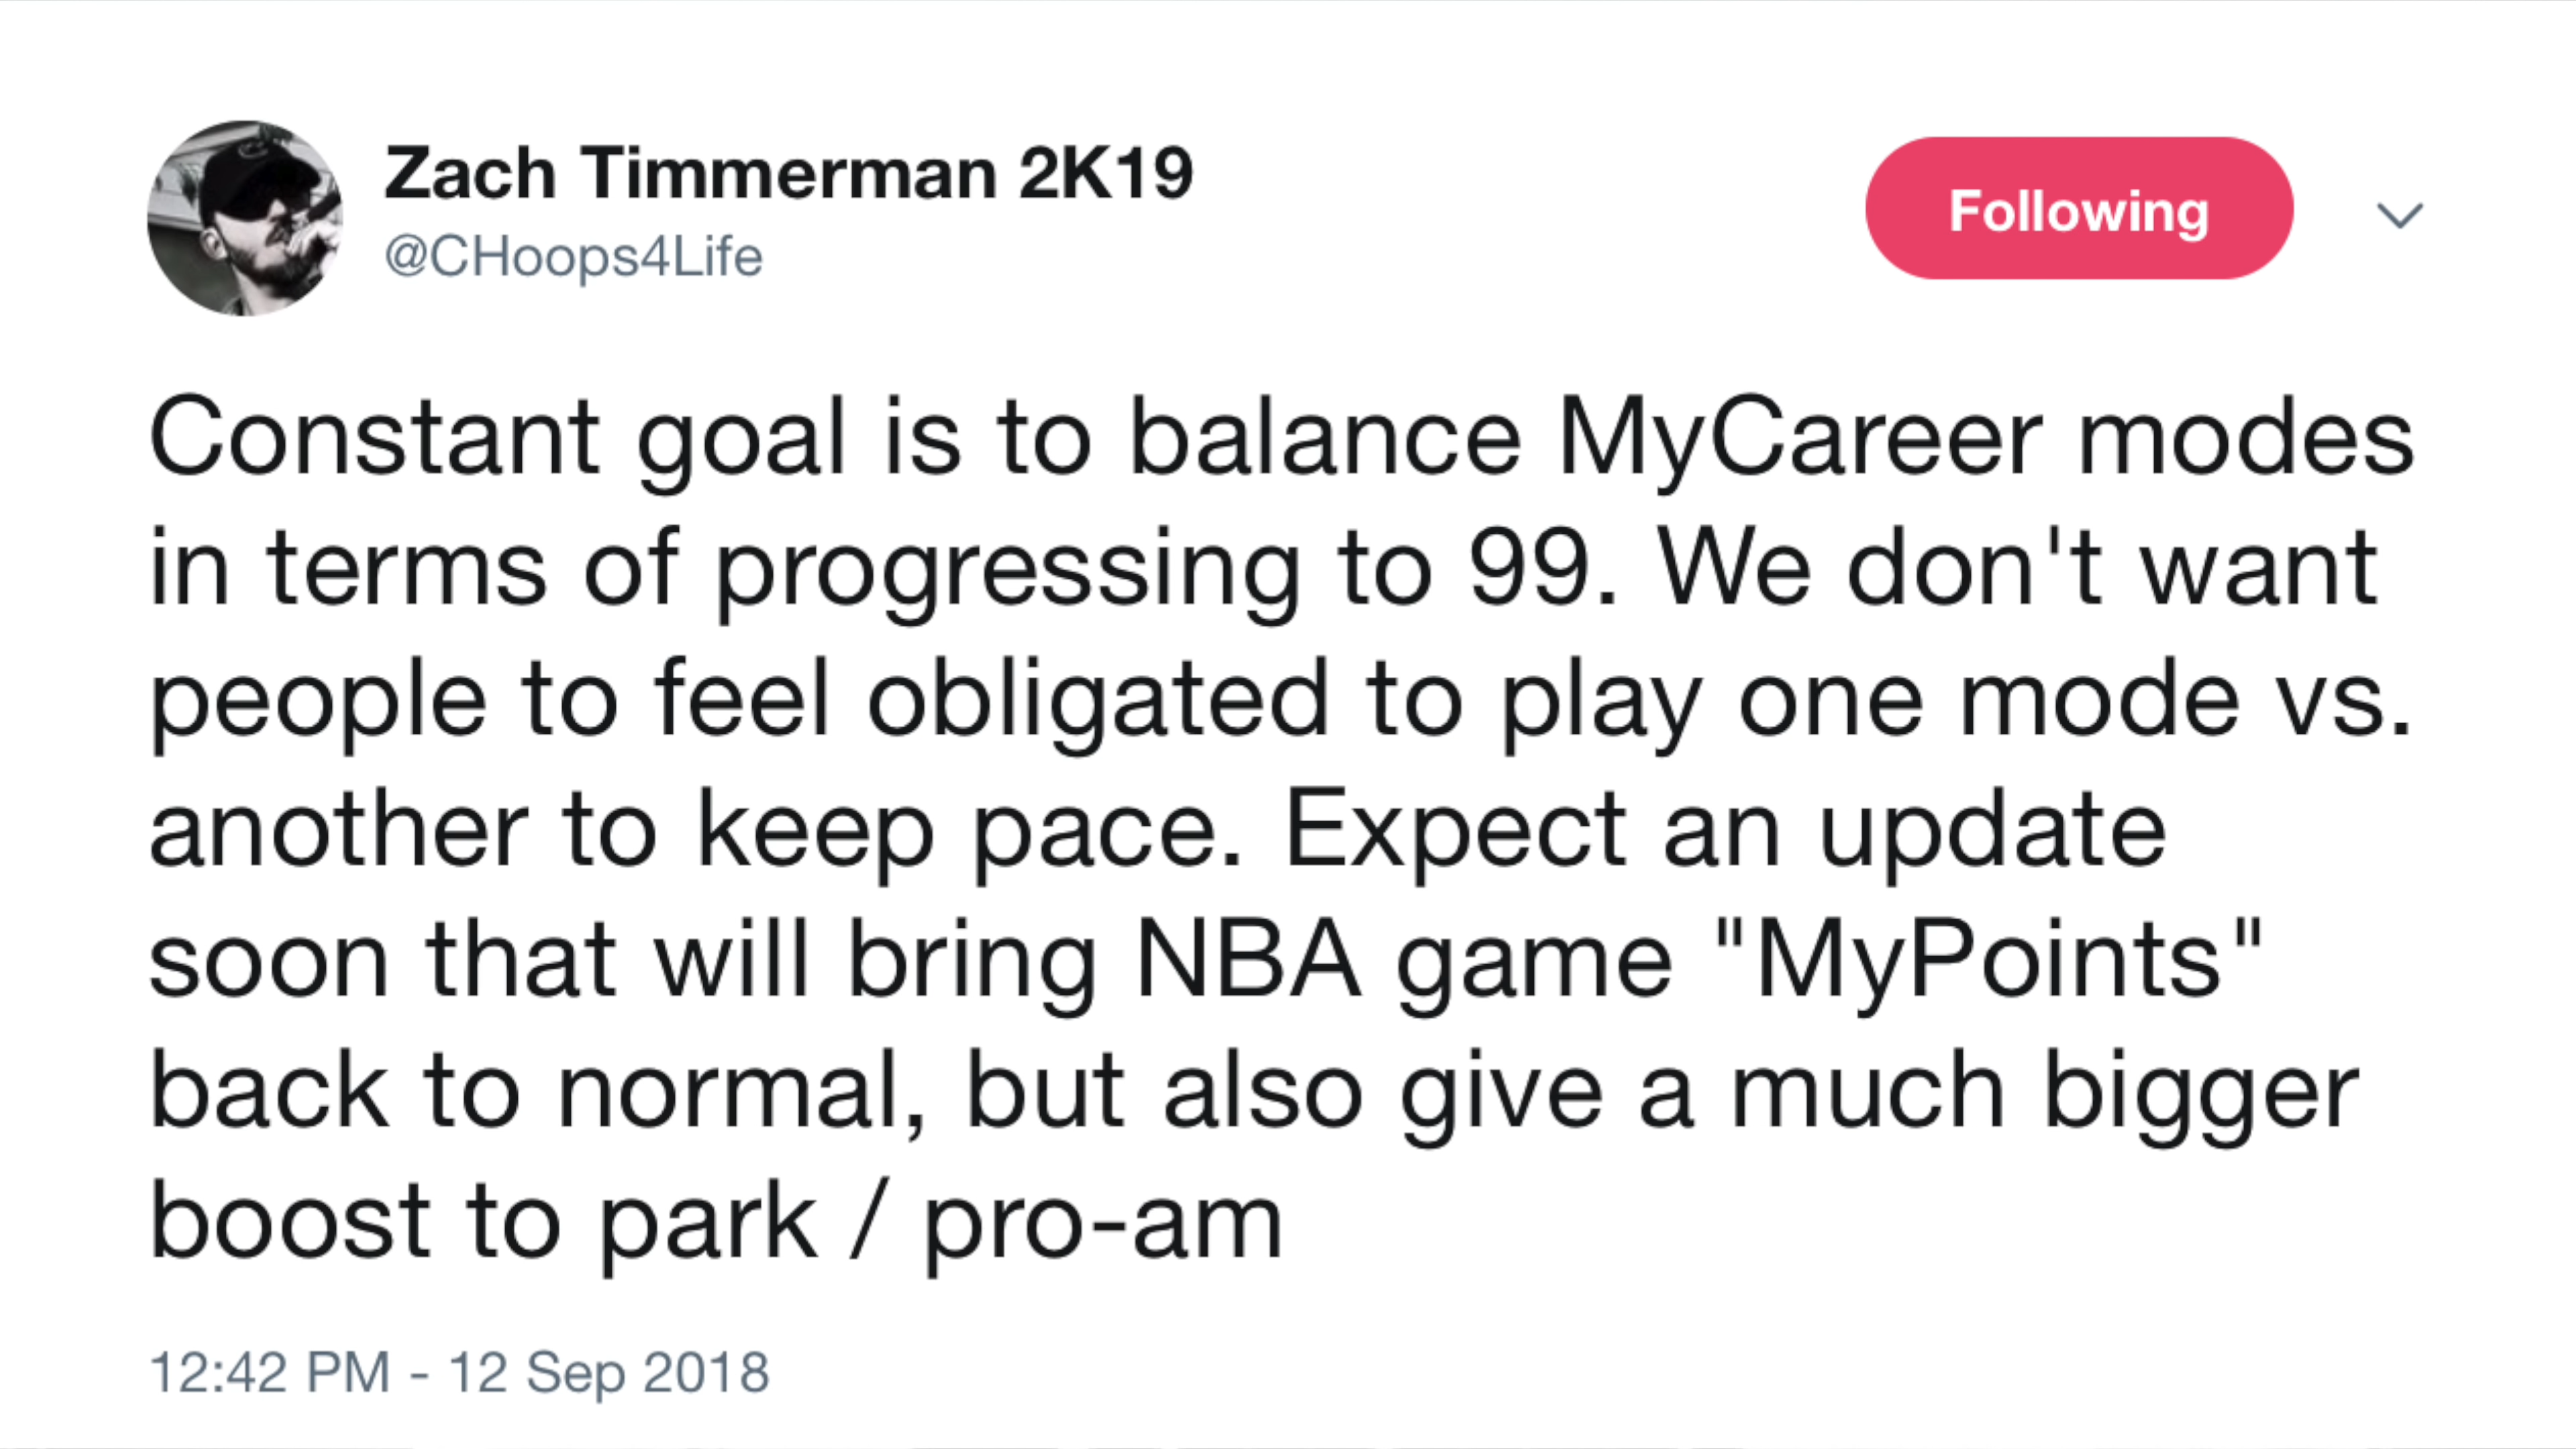 Zach Timmerman 2K19
@CHoops4Life
Following
Constant goal is to balance MyCareer modes
in terms of progressing to 99. We don't want
people to feel obligated to play one mode vs.
another to keep pace. Expect an update
soon that will bring NBA game "MyPoints"
back to normal, but also give a much bigger
boost to park / pro-am
12:42 PM - 12 Sep 2018